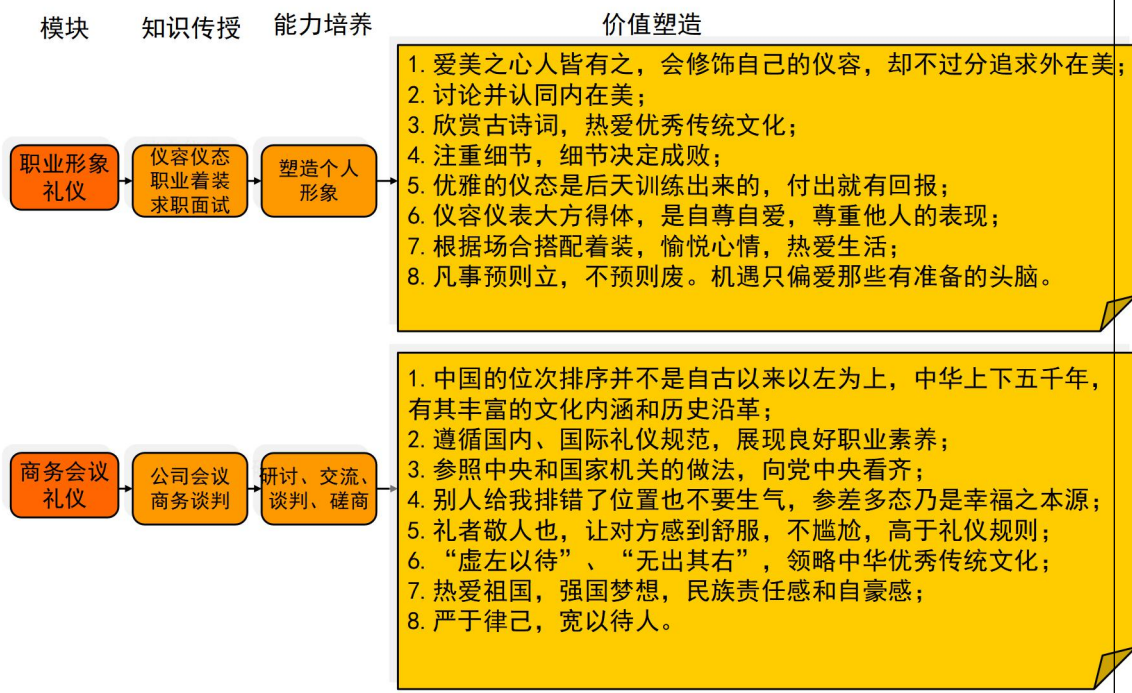 模块 知识传授 能力培养 价值塑造
职业形象
礼仪
仪容仪态
职业着装
求职面试
塑造个人
形象
1. 爱美之心人皆有之，会修饰自己的仪容，却不过分追求外在美；
2. 讨论并认同内在美；
3. 欣赏古诗词，热爱优秀传统文化；
4. 注重细节，细节决定成败；
5. 优雅的仪态是后天训练出来的，付出就有回报；
6. 仪容仪表大方得体，是自尊自爱，尊重他人的表现；
7. 根据场合搭配着装，愉悦心情，热爱生活；
8. 凡事预则立，不预则废。机遇只偏爱那些有准备的头脑。
商务会议
礼仪
公司会议
商务谈判
研讨、交流、
谈判、磋商
1. 中国的位次排序并不是自古以来以左为上，中华上下五千年，
有其丰富的文化内涵和历史沿革；
2. 遵循国内、国际礼仪规范，展现良好职业素养；
3. 参照中央和国家机关的做法，向党中央看齐；
4. 别人给我排错了位置也不要生气，参差多态乃是幸福之本源；
5. 礼者敬人也，让对方感到舒服，不尴尬，高于礼仪规则；
6. “虚左以待”、“无出其右”，领略中华优秀传统文化；
7. 热爱祖国，强国梦想，民族责任感和自豪感；
8. 严于律己，宽以待人。